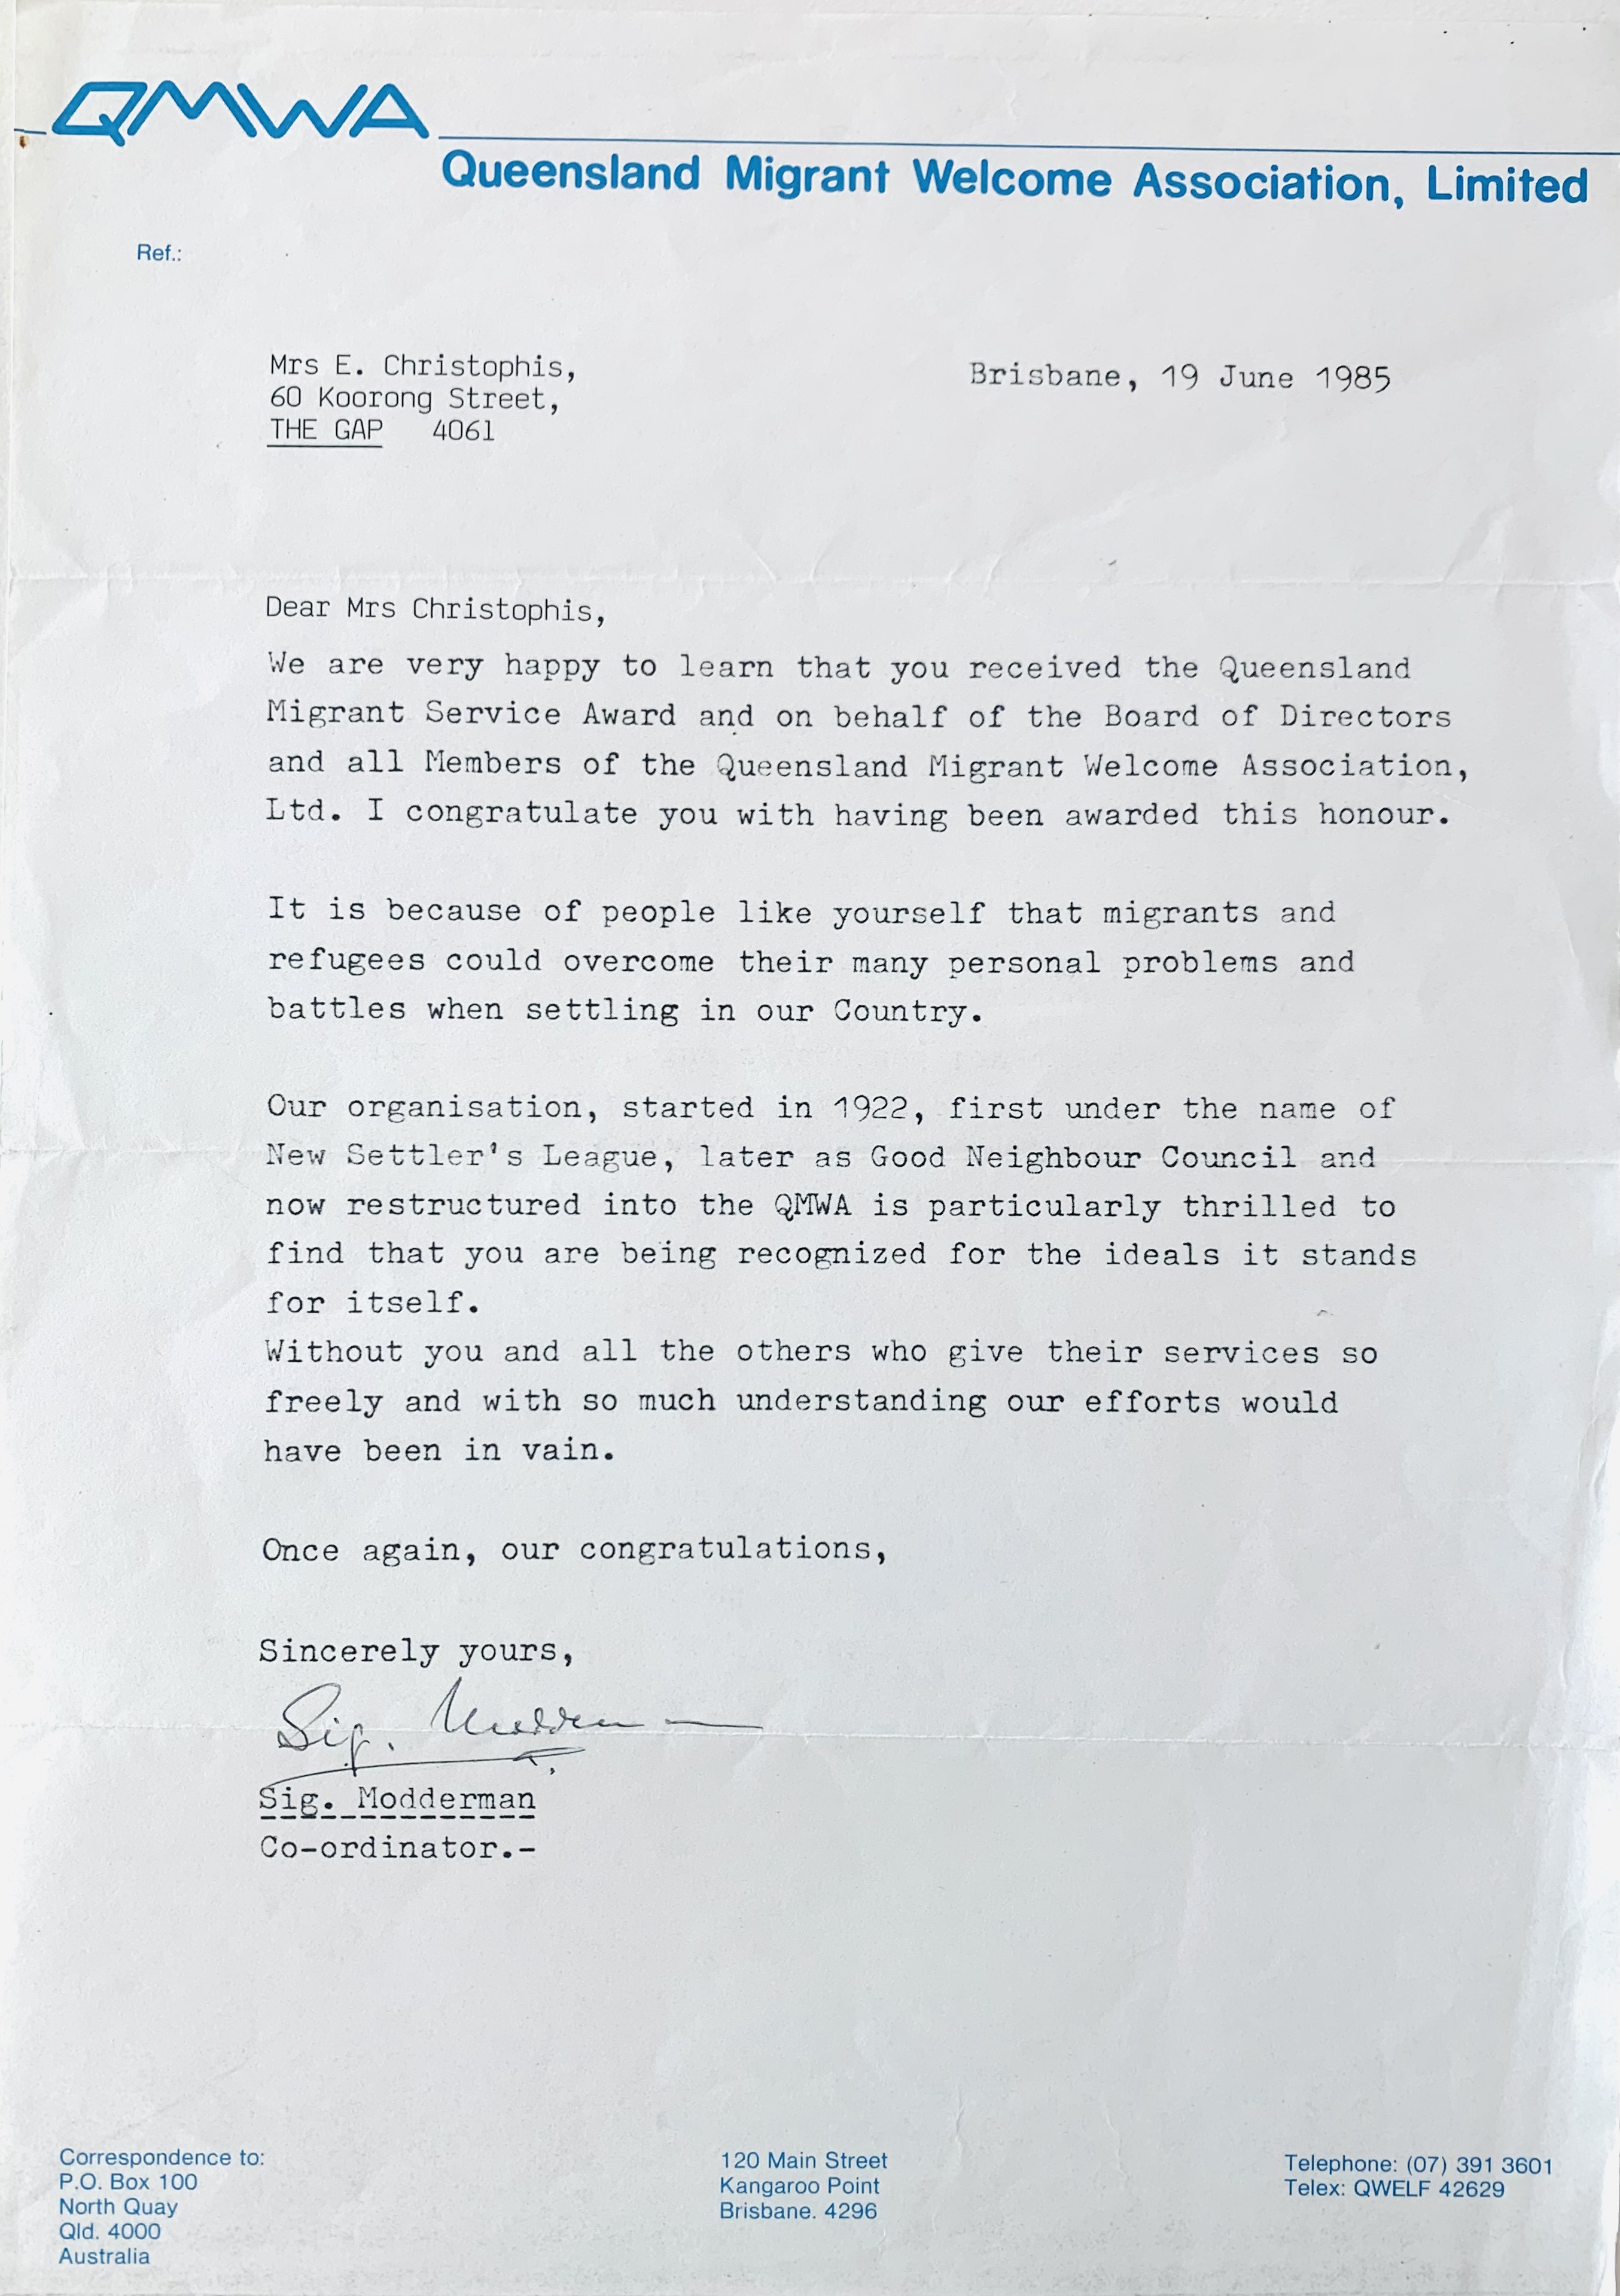 QMWA
Queensland Migrant Welcome Association, Limited
Ref.:
Mrs E. Christophis,
60 Koorong Street,
THE GAP 4061
Brisbane, 19 June 1985
Dear Mrs Christophis,
We are very happy to learn that you received the Queensland
Migrant Service Award and on behalf of the Board of Directors
and all Members of the Queensland Migrant Welcome Association,
Ltd. I congratulate you with having been awarded this honour.
It is because of people like yourself that migrants and
refugees could overcome their many personal problems and
battles when settling in our Country.
Our organisation, started in 1922, first under the name of
New Settler's League, later as Good Neighbour Council and
now restructured into the QMWA is particularly thrilled to
find that you are being recognized for the ideals it stands
for itself.
Without you and all the others who give their services so
freely and with so much understanding our efforts would
have been in vain.
Once again, our congratulations,
Sincerely yours,
Sig. Modderman
Sig. Modderman
Co-ordinator.-
Correspondence to:
P.O. Box 100
North Quay
Qld. 4000
Australia
120 Main Street
Kangaroo Point
Brisbane. 4296
Telephone: (07) 391 3601
Telex: QWELF 42629